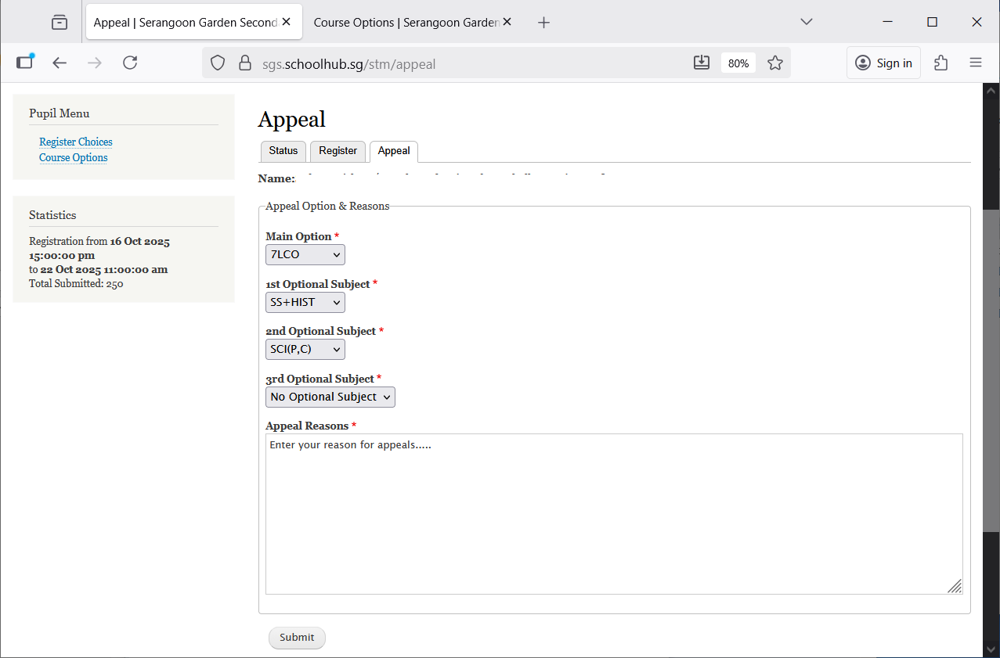 Appeal | Serangoon Garden Second
Course Options | Serangoon Garden
sgs.schoolhub.sg/stm/appeal
80%
Sign in
Pupil Menu
Register Choices
Course Options
Statistics
Registration from 16 Oct 2025
15:00:00 pm
to 22 Oct 2025 11:00:00 am
Total Submitted: 250
Appeal
Status
Register
Appeal
Name:
Appeal Option & Reasons
Main Option *
7LCO
1st Optional Subject *
SS+HIST
2nd Optional Subject *
SCI(P,C)
3rd Optional Subject *
No Optional Subject
Appeal Reasons *
Enter your reason for appeals.....
Submit